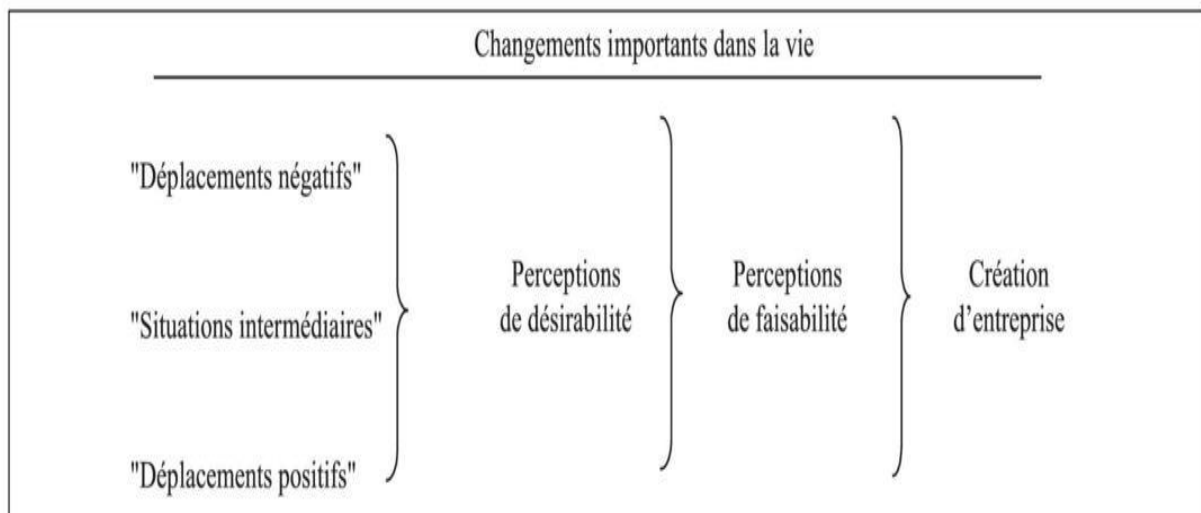 Changements importants dans la vie
"Déplacements négatifs"
"Situations intermédiaires"
"Déplacements positifs"
Perceptions
de désirabilité
Perceptions
de faisabilité
Création
d’entreprise